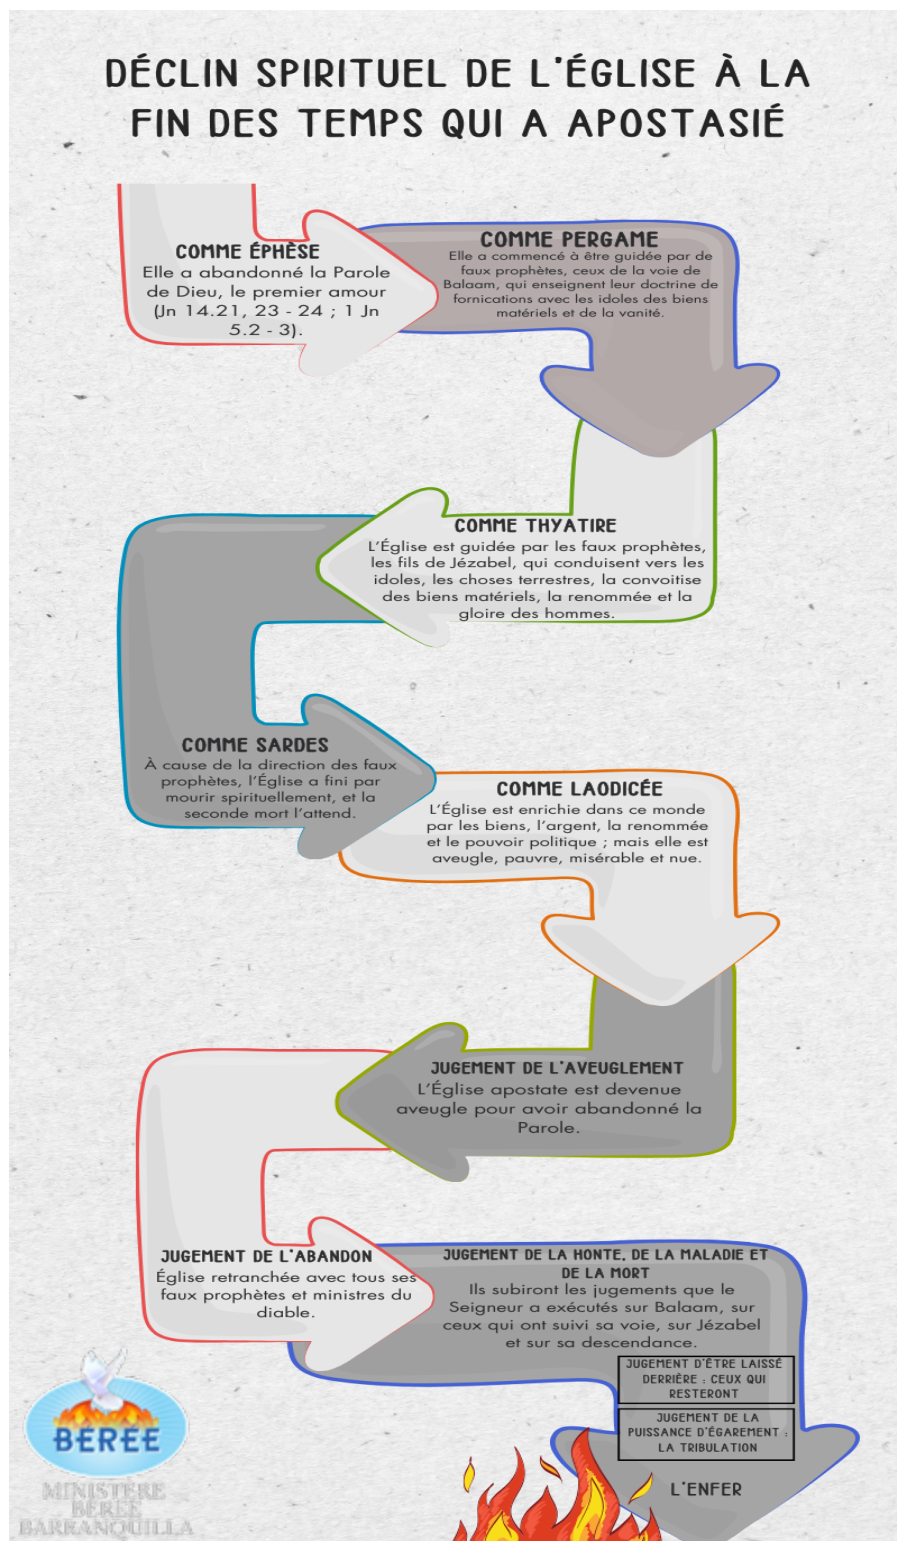 DÉCLIN SPIRITUEL DE L'ÉGLISE À LA
FIN DES TEMPS QUI A APOSTASIÉ
COMME ÉPHÈSE
Elle a abandonné la Parole
de Dieu, le premier amour
(Jn 14.21, 23 - 24 ; 1 Jn
5.2 - 3).
COMME PERGAME
Elle a commencé à être guidée par de
faux prophètes, ceux de la voie de
Balaam, qui enseignent leur doctrine de
fornications avec les idoles des biens
matériels et de la vanité.
COMME THYATIRE
L'Église est guidée par les faux prophètes,
les fils de Jézabel, qui conduisent vers les
idoles, les choses terrestres, la convoitise
des biens matériels, la renommée et la
gloire des hommes.
COMME SARDES
À cause de la direction des faux
prophètes, l'Église a fini par
mourir spirituellement, et la
seconde mort l'attend.
COMME LAODICÉE
L'Église est enrichie dans ce monde
par les biens, l'argent, la renommée
et le pouvoir politique ; mais elle est
aveugle, pauvre, misérable et nue.
JUGEMENT DE L'AVEUGLEMENT
L'Église apostate est devenue
aveugle pour avoir abandonné la
Parole.
JUGEMENT DE L'ABANDON
Église retranchée avec tous ses
faux prophètes et ministres du
diable.
JUGEMENT DE LA HONTE, DE LA MALADIE ET
DE LA MORT
Ils subiront les jugements que le
Seigneur a exécutés sur Balaam, sur
ceux qui ont suivi sa voie, sur Jézabel
et sur sa descendance.
JUGEMENT D'ÊTRE LAISSÉ
DERRIÈRE : CEUX QUI
RESTERONT
JUGEMENT DE LA
PUISSANCE D'ÉGAREMENT :
LA TRIBULATION
L'ENFER
BÉRÉE
MINISTÈRE
BÉRÉE
BARRANQUILLA